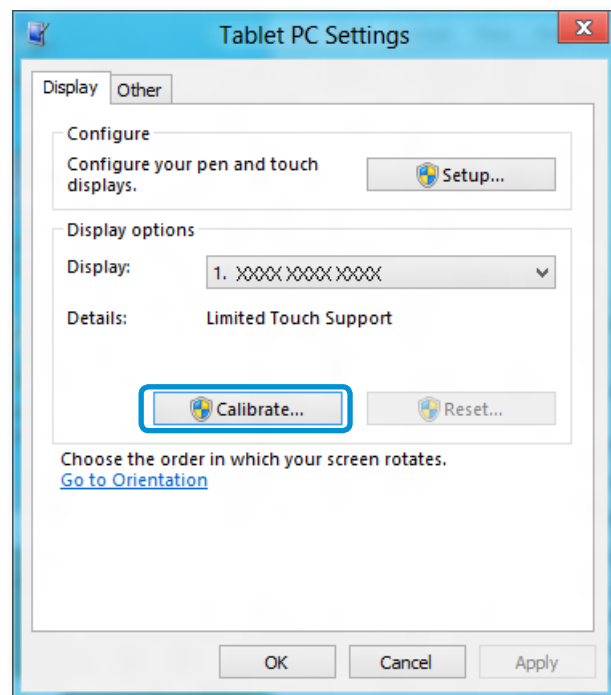 Tablet PC Settings
x
Display Other
Configure
Configure your pen and touch
displays.
Setup...
Display options
Display: 1. XXXX XXXX XXXX
Details: Limited Touch Support
Calibrate... Reset...
Choose the order in which your screen rotates.
Go to Orientation
OK Cancel Apply